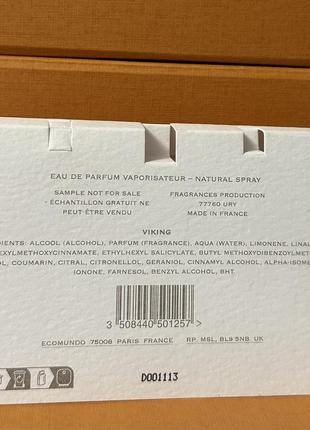 EAU DE PARFUM VAPORISATEUR – NATURAL SPRAY
SAMPLE NOT FOR SALE
- ÉCHANTILLON GRATUIT NE
PEUT ÊTRE VENDU
FRAGRANCES PRODUCTION
77760 URY
MADE IN FRANCE
VIKING
DIENTS: ALCOOL (ALCOHOL), PARFUM (FRAGRANCE), AQUA (WATER), LIMONENE, LINAL
EXYLMETHOXYCINNAMATE, ETHYLHEXYL SALICYLATE, BUTYL METHOXYDIBENZOYLMET
OL, COUMARIN, CITRAL, CITRONELLOL, GERANIOL, CINNAMYL ALCOHOL, ALPHA-ISOME
IONONE, FARNESOL, BENZYL ALCOHOL, BHT.
3 508440 501257 >
ECOMUNDO 75008 PARIS FRANCE
RP. MSL, BL9 5NB UK
D001113